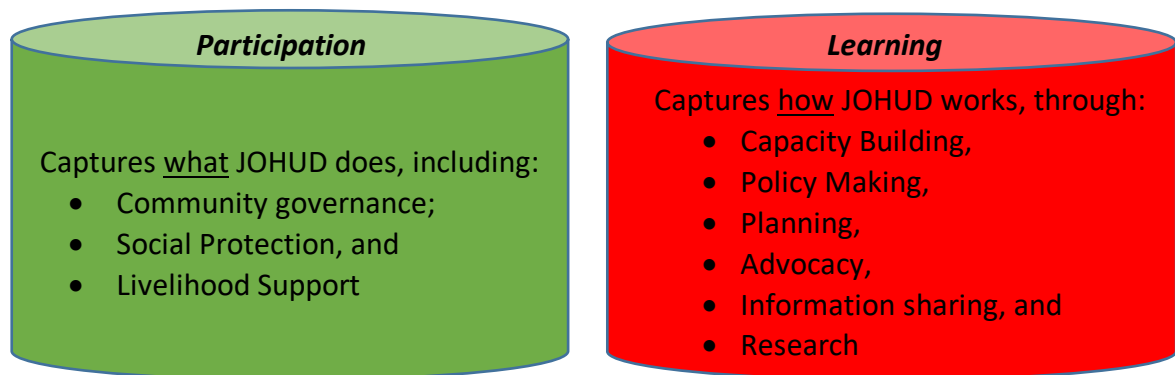 Participation
Captures what JOHUD does, including:
• Community governance;
• Social Protection, and
• Livelihood Support
Learning
Captures how JOHUD works, through:
• Capacity Building,
• Policy Making,
• Planning,
• Advocacy,
• Information sharing, and
• Research